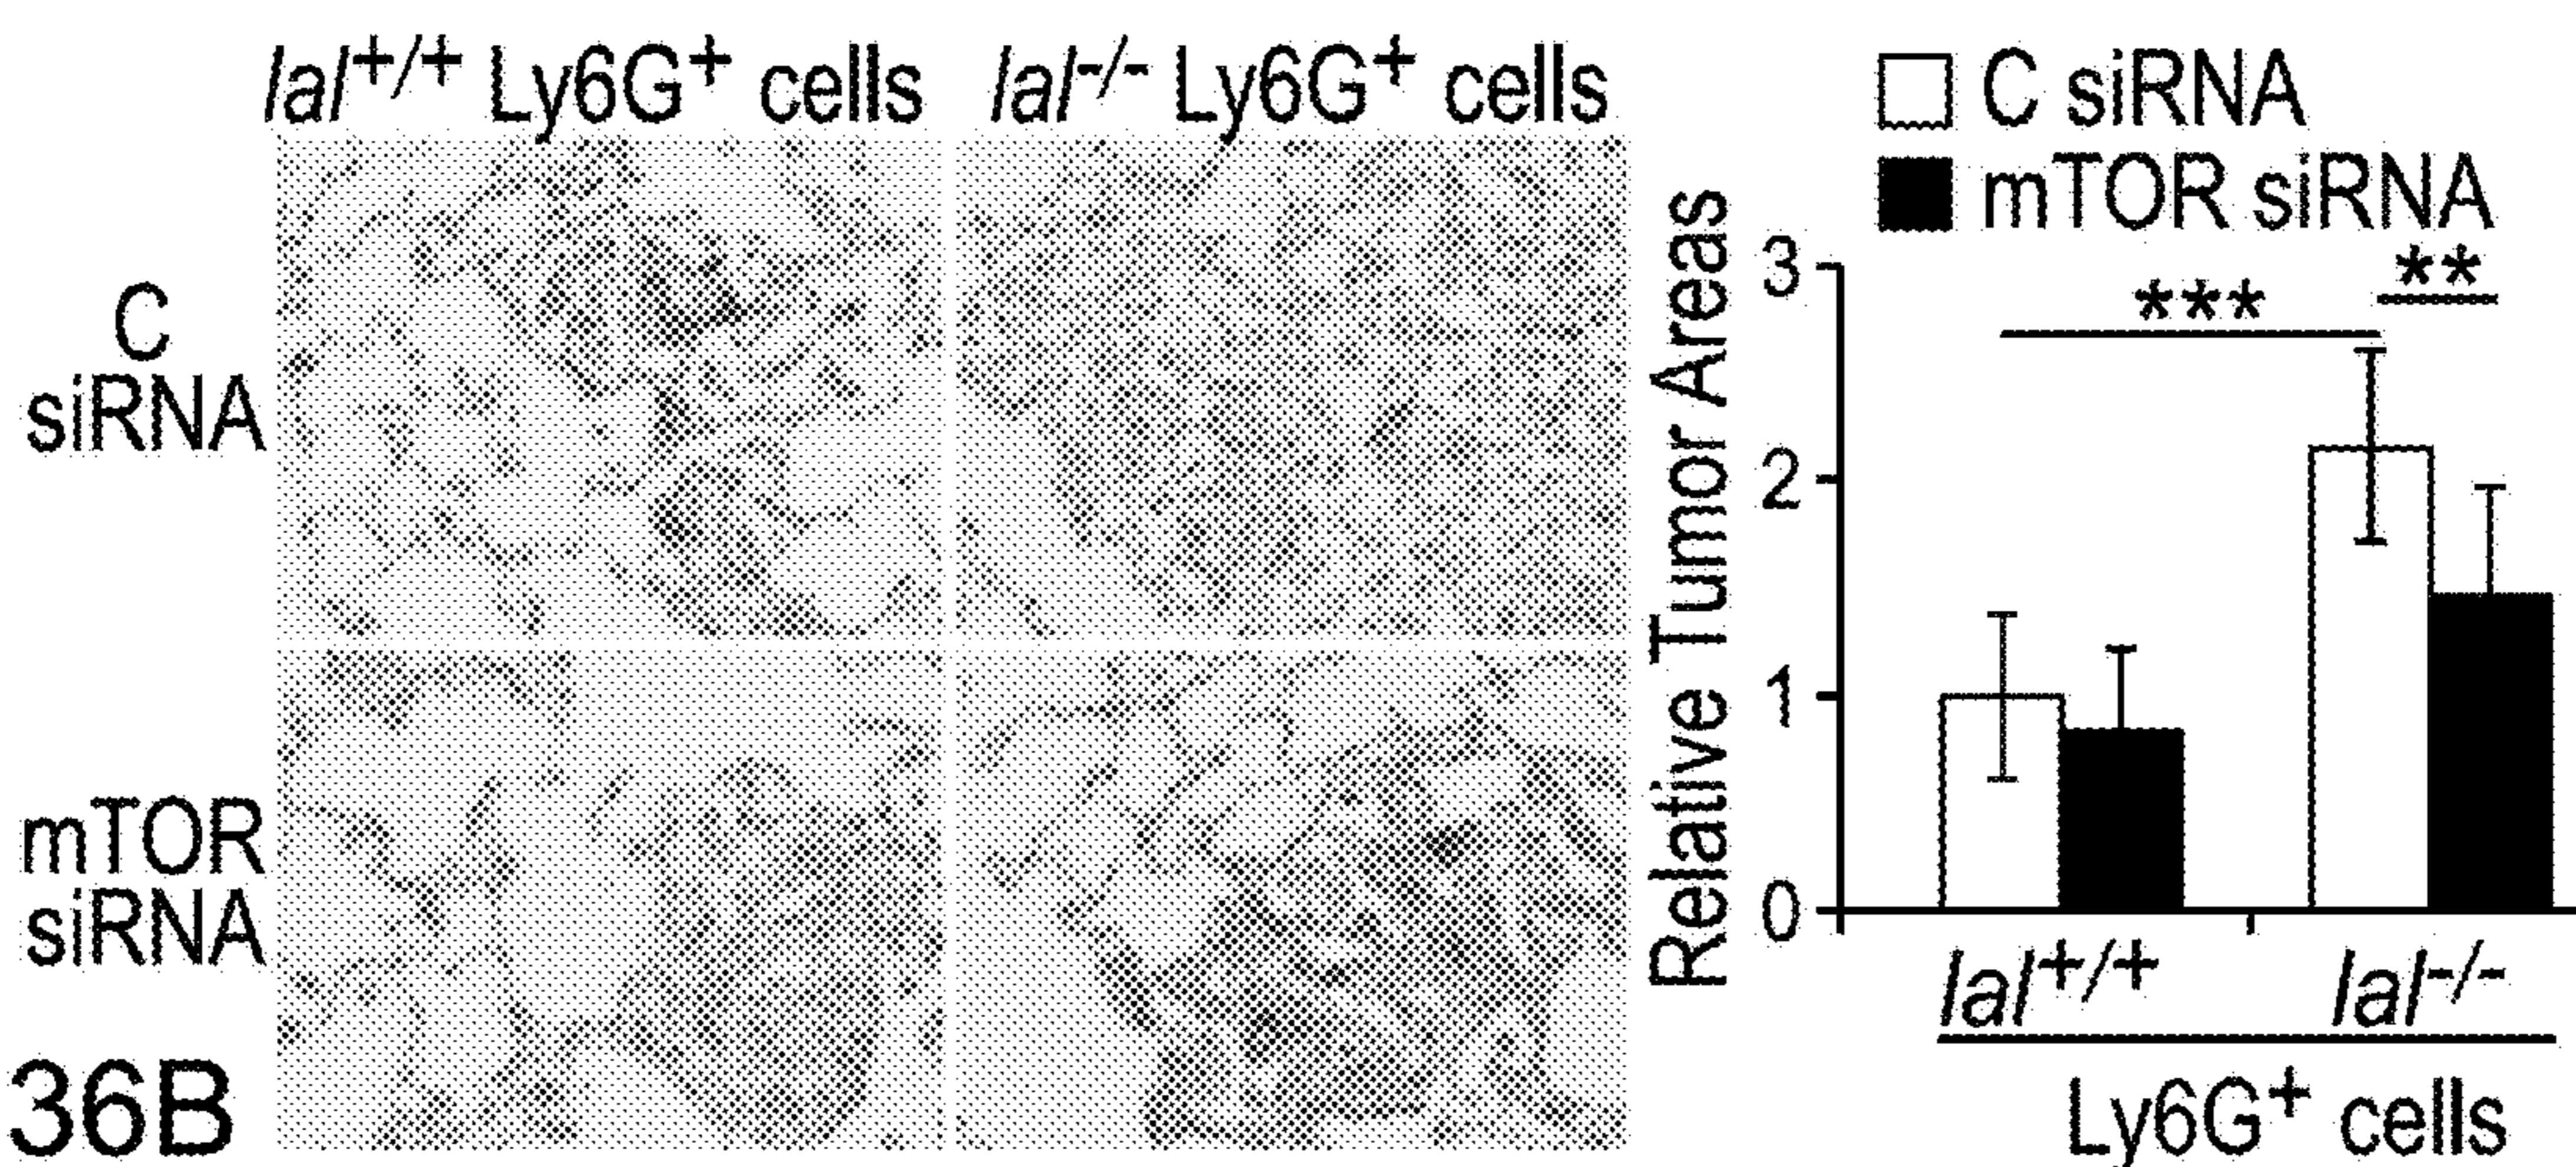 lal+/+ Ly6G+ cells
lal-/- Ly6G+ cells
C
siRNA
mTOR
siRNA
36B
C siRNA
mTOR siRNA
Relative Tumor Areas
3
2
1
0
***
**
lal+/+
lal-/-
Ly6G+ cells